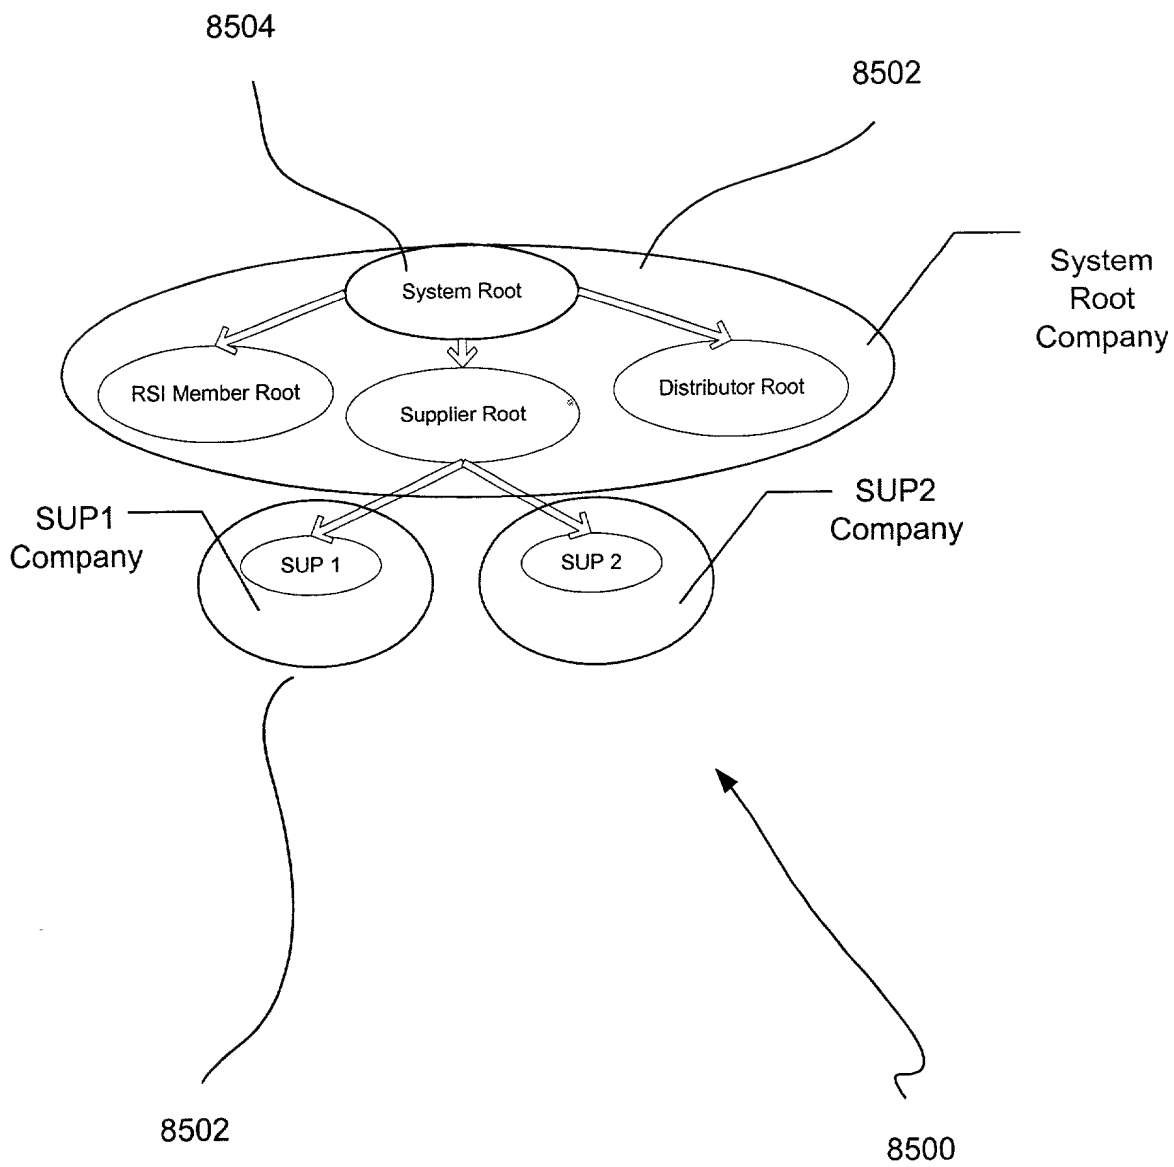 8504
8502
System
Root
Company
System Root
RSI Member Root
Supplier Root
Distributor Root
SUP1
Company
SUP2
Company
SUP 1
SUP 2
8502
8500